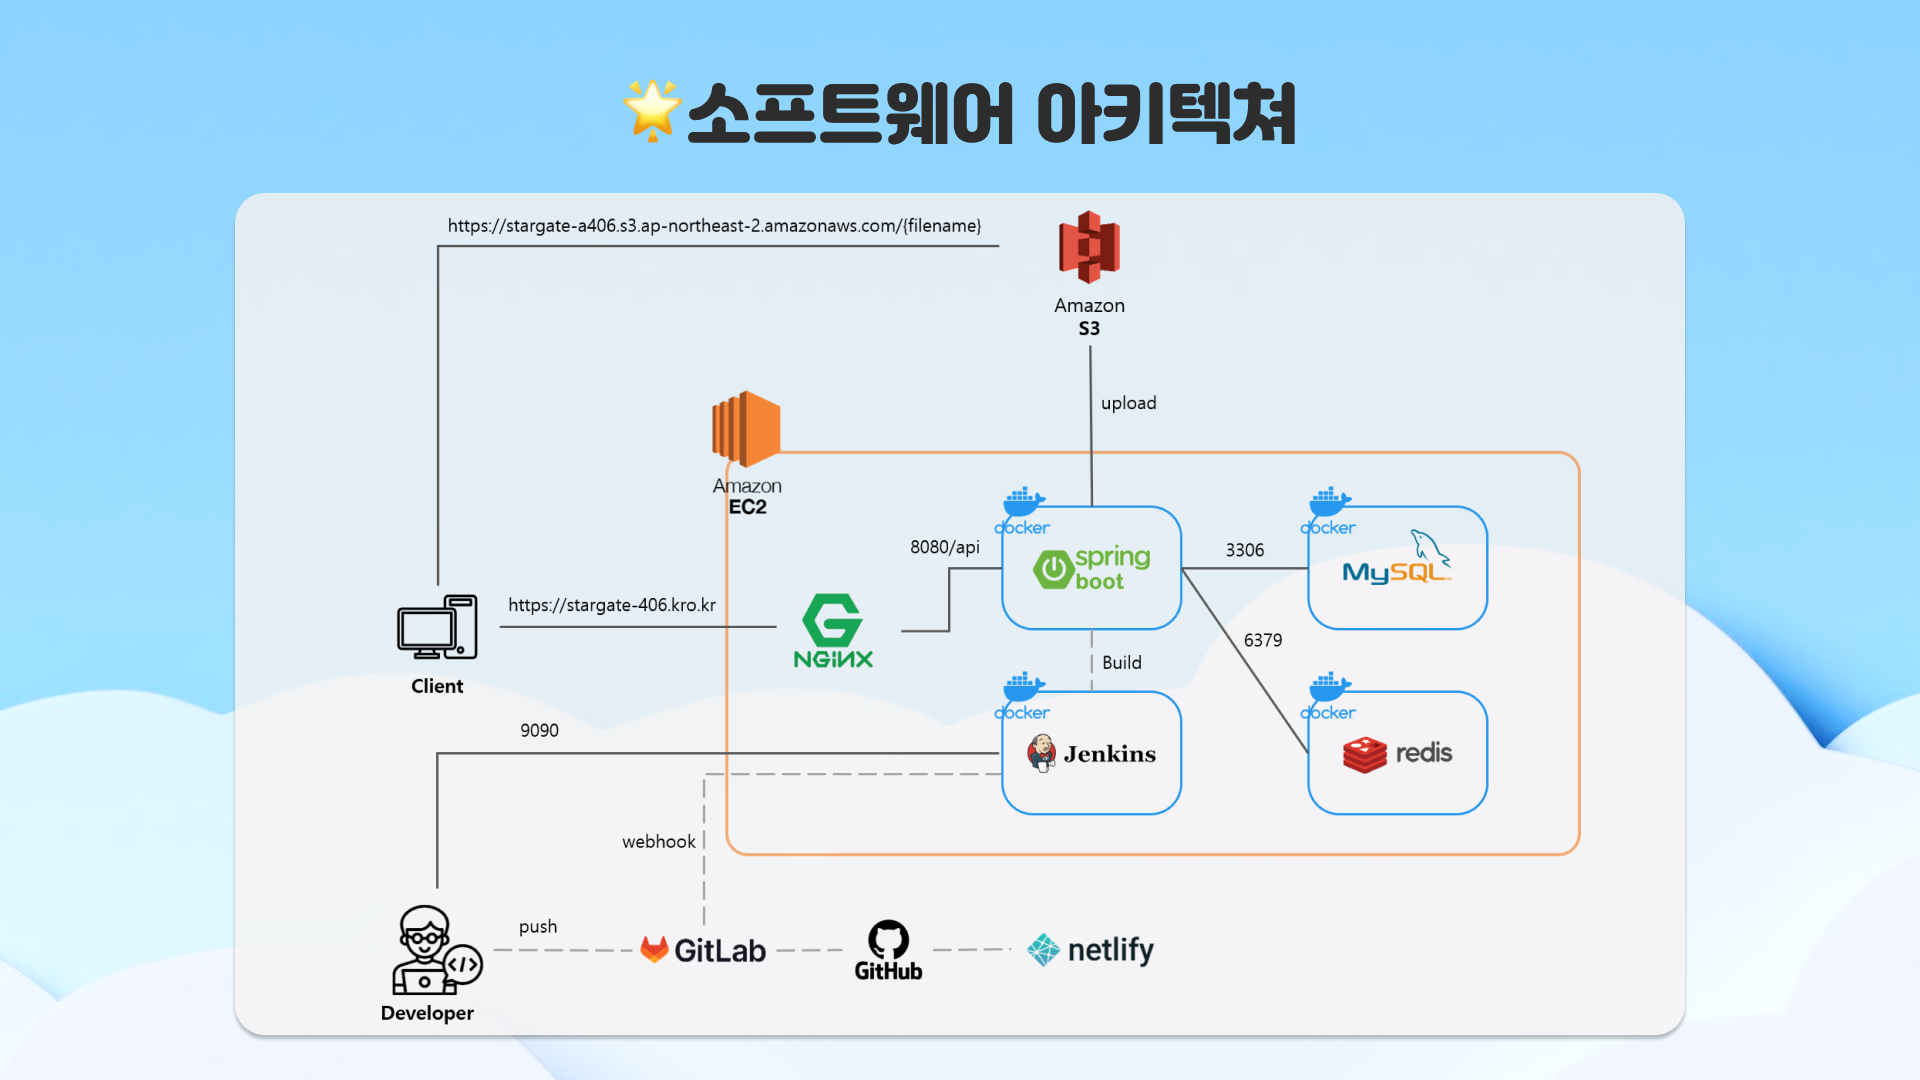 소프트웨어 아키텍쳐
https://stargate-a406.s3.ap-northeast-2.amazonaws.com/{filename}
Amazon
S3
upload
Amazon
EC2
docker
spring
boot
8080/api
3306
docker
MySQL
https://stargate-406.kro.kr
NGINX
Client
6379
Build
docker
Jenkins
docker
redis
9090
webhook
push
GitLab
GitHub
netlify
Developer